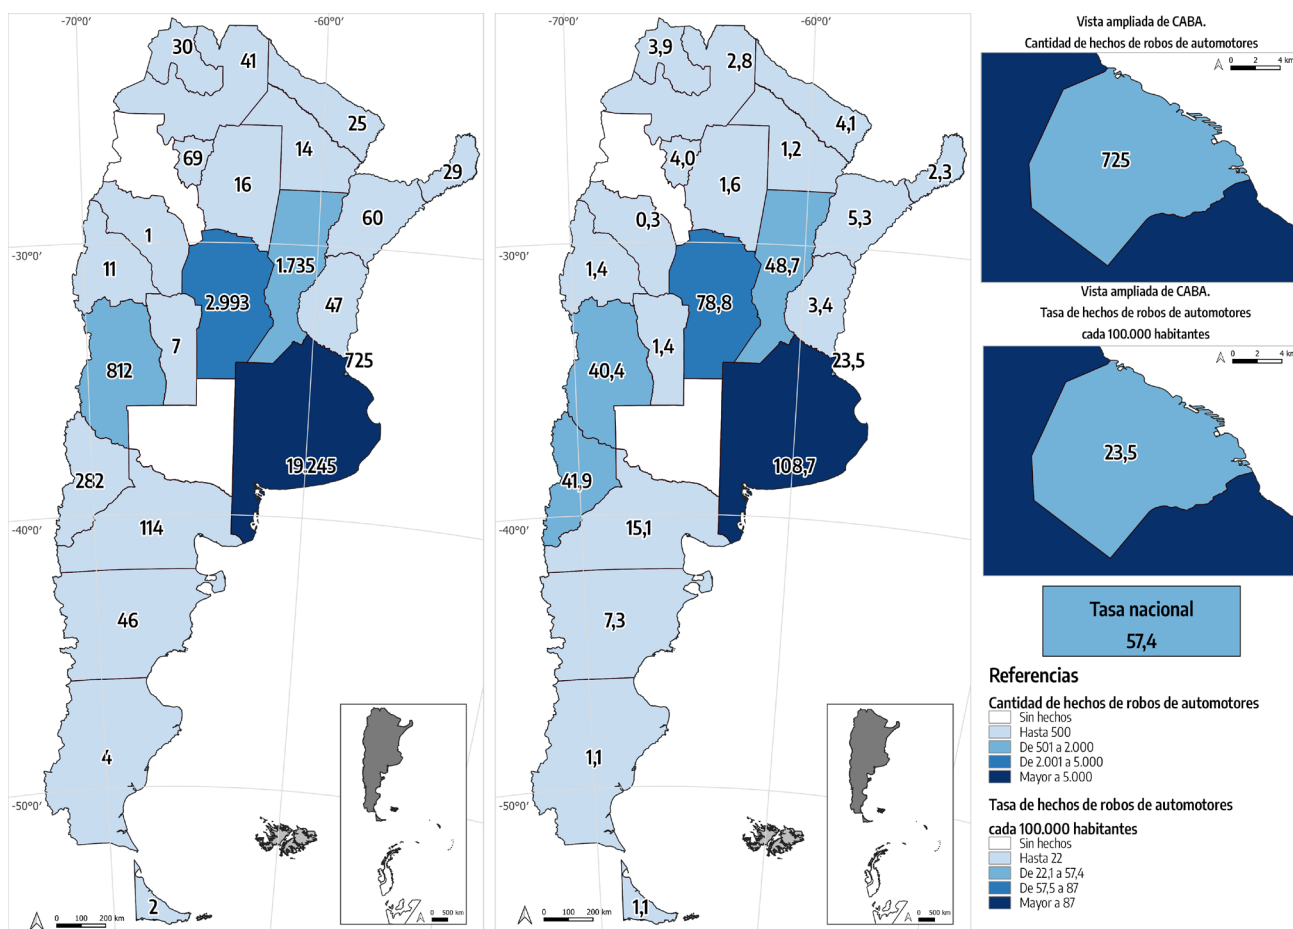 -70°0′
-60°0′
30
41
25
14
69
16
29
60
1
-30°0′
11
1.735
2.993
47
7
725
812
19.245
282
-40°0′
114
46
4
-50°0′
2
0 100 200 km
0 500 km
-70°0′
-60°0′
3,9
2,8
4,1
1,2
4,0
1,6
2,3
5,3
0,3
-30°0′
1,4
48,7
78,8
3,4
1,4
23,5
40,4
108,7
41,9
-40°0′
15,1
7,3
1,1
-50°0′
1,1
0 100 200 km
0 500 km
Vista ampliada de CABA.
Cantidad de hechos de robos de automotores
0 2 4 km
725
Vista ampliada de CABA.
Tasa de hechos de robos de automotores
cada 100.000 habitantes
0 2 4 km
23,5
Tasa nacional
57,4
Referencias
Cantidad de hechos de robos de automotores
Sin hechos
Hasta 500
De 501 a 2.000
De 2.001 a 5.000
Mayor a 5.000
Tasa de hechos de robos de automotores
cada 100.000 habitantes
Sin hechos
Hasta 22
De 22,1 a 57,4
De 57,5 a 87
Mayor a 87